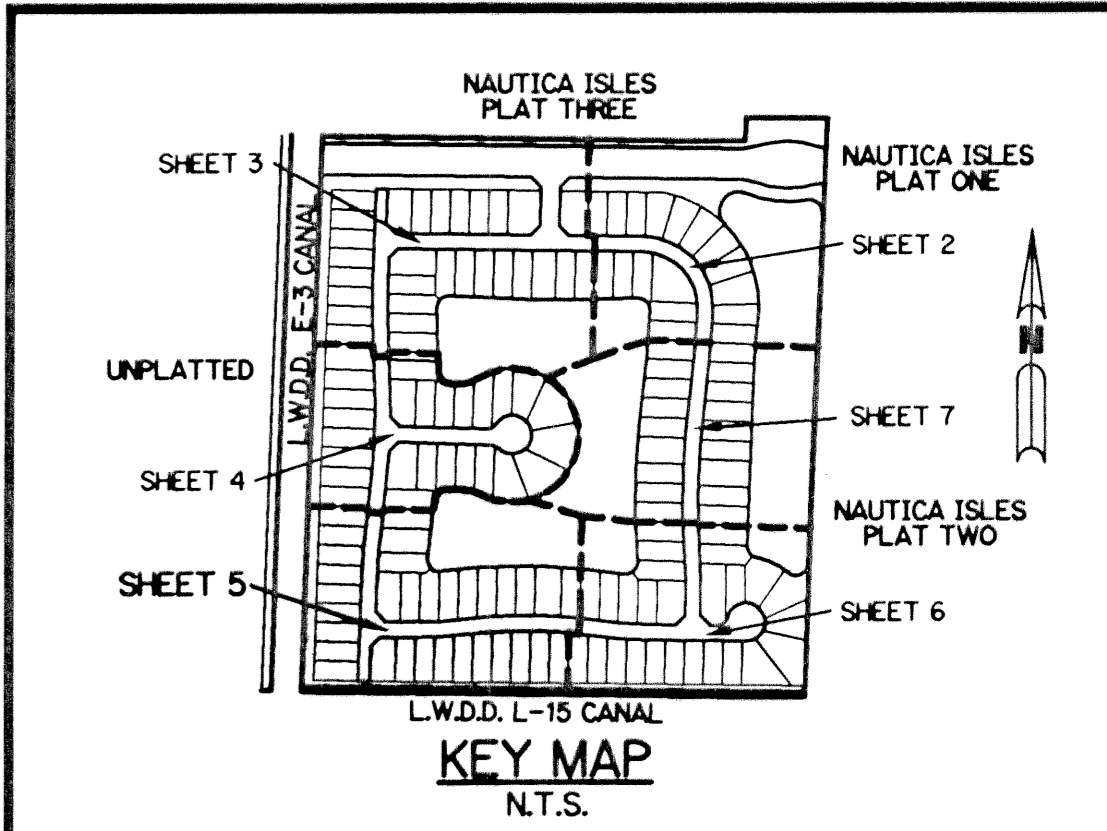 NAUTICA ISLES
PLAT THREE
SHEET 3
NAUTICA ISLES
PLAT ONE
SHEET 2
L.W.D.D. E-3 CANAL
N
UNPLATTED
SHEET 7
SHEET 4
NAUTICA ISLES
PLAT TWO
SHEET 5
SHEET 6
L.W.D.D. L-15 CANAL
KEY MAP
N.T.S.